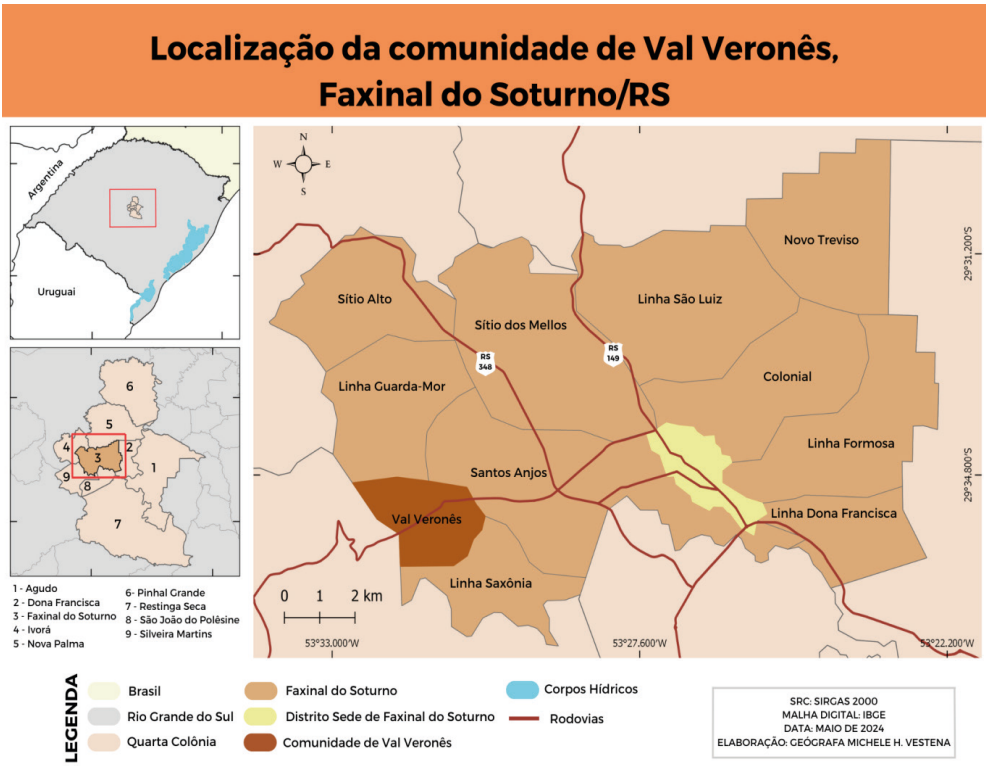 Localização da comunidade de Val Veronês,
Faxinal do Soturno/RS
Argentina
Uruguai
6
5
4
3
2
1
9
8
7
1 - Agudo
2 - Dona Francisca
3 - Faxinal do Soturno
4 - Ivorá
5 - Nova Palma
6- Pinhal Grande
7 - Restinga Seca
8 - São João do Polêsine
9 - Silveira Martins
N
W
E
S
Novo Treviso
Sítio Alto
Linha São Luiz
Sítio dos Mellos
RS
348
RS
149
Linha Guarda-Mor
Colonial
Linha Formosa
Santos Anjos
Val Veronês
Linha Dona Francisca
Linha Saxônia
0 1 2 km
29°31.200'S
29°34.800'S
53°33.000'W
53°27.600'W
53°22.200'W
LEGENDA
Brasil
Rio Grande do Sul
Quarta Colônia
Faxinal do Soturno
Distrito Sede de Faxinal do Soturno
Comunidade de Val Veronês
Corpos Hídricos
Rodovias
SRC: SIRGAS 2000
MALHA DIGITAL: IBGE
DATA: MAIO DE 2024
ELABORAÇÃO: GEÓGRAFA MICHELE H. VESTENA